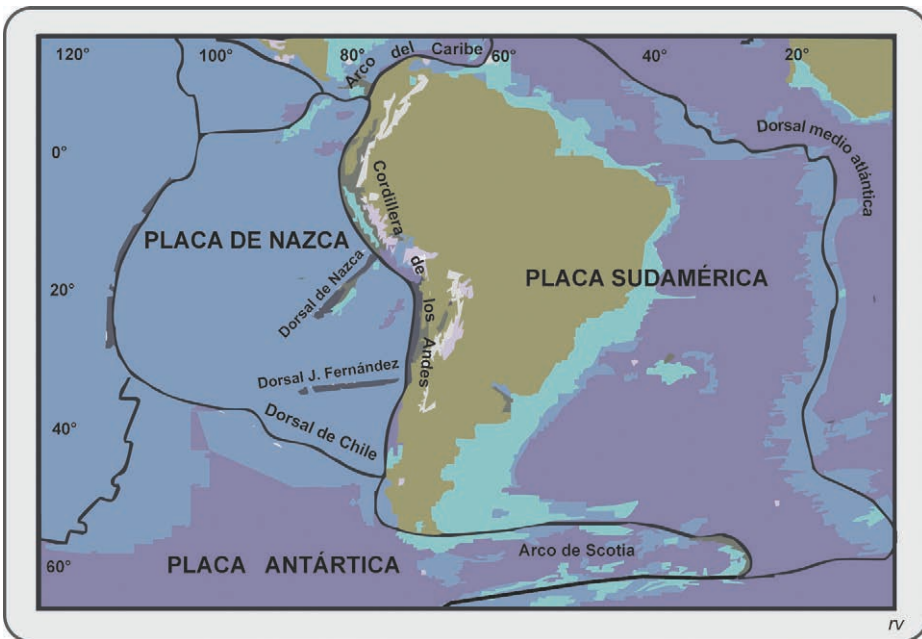 120°
100°
80°
60°
40°
20°
Arco del Caribe
Dorsal medio atlántica
0°
Cordillera de los Andes
PLACA DE NAZCA
PLACA SUDAMÉRICA
Dorsal de Nazca
20°
Dorsal J. Fernández
Dorsal de Chile
40°
Arco de Scotia
60°
PLACA ANTÁRTICA
rv